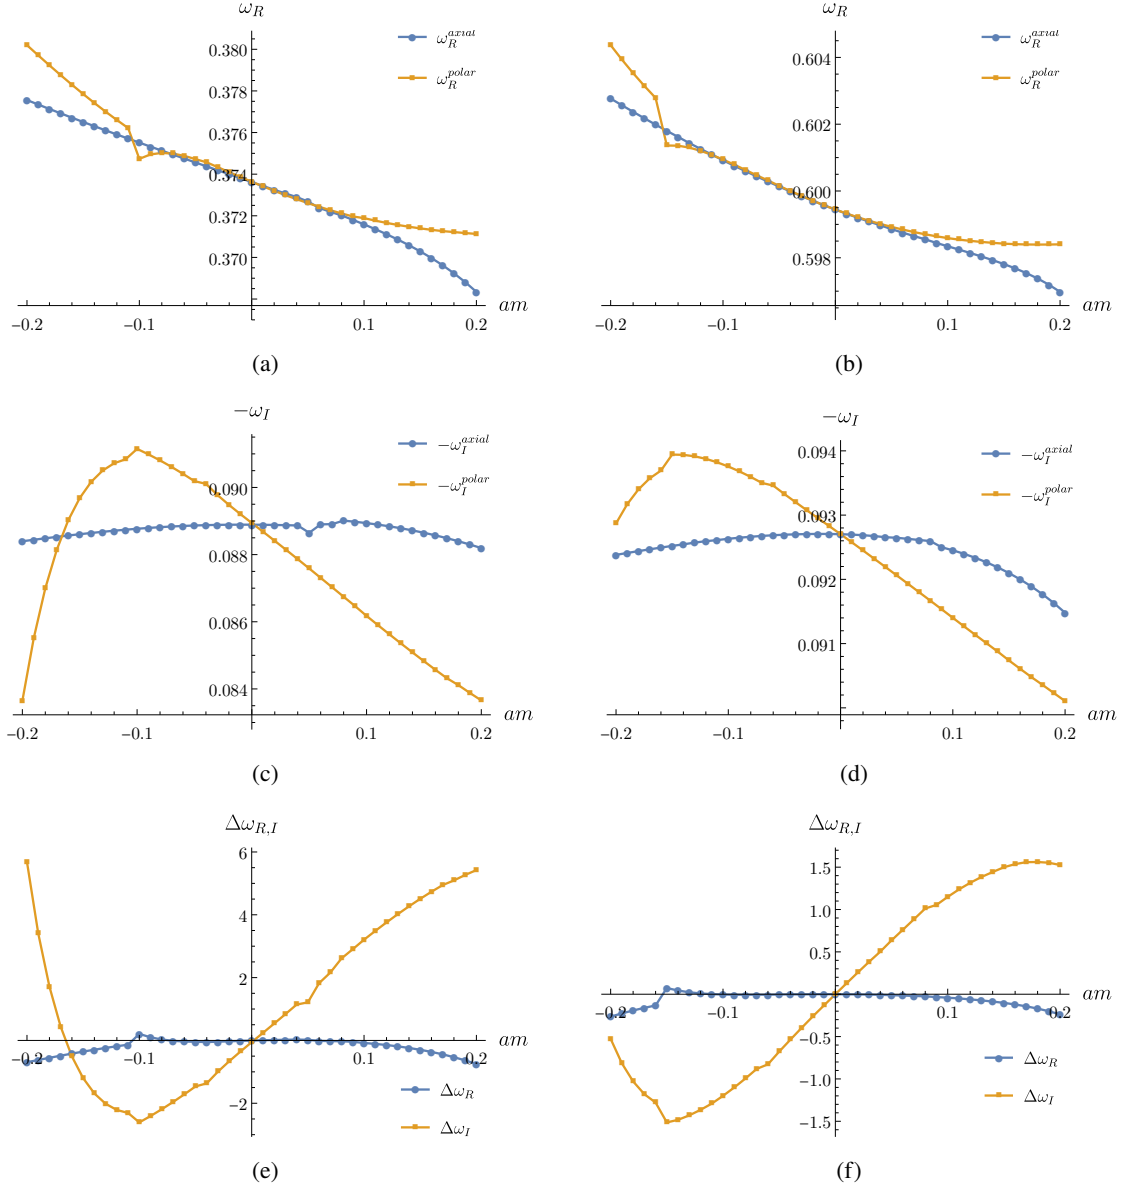 ω_R
ω_R^{axial}
ω_R^{polar}
0.380
0.378
0.376
0.374
0.372
0.370
-0.2
-0.1
0.1
0.2
am
(a)
ω_R
ω_R^{axial}
ω_R^{polar}
0.604
0.602
0.600
0.598
-0.2
-0.1
0.1
0.2
am
(b)
-ω_I
-ω_I^{axial}
-ω_I^{polar}
0.090
0.088
0.086
0.084
-0.2
-0.1
0.1
0.2
am
(c)
-ω_I
-ω_I^{axial}
-ω_I^{polar}
0.094
0.093
0.092
0.091
-0.2
-0.1
0.1
0.2
am
(d)
Δω_{R,I}
6
4
2
-2
-0.2
-0.1
0.1
0.2
am
Δω_R
Δω_I
(e)
Δω_{R,I}
1.5
1.0
0.5
-0.5
-1.0
-1.5
-0.2
-0.1
0.1
0.2
am
Δω_R
Δω_I
(f)